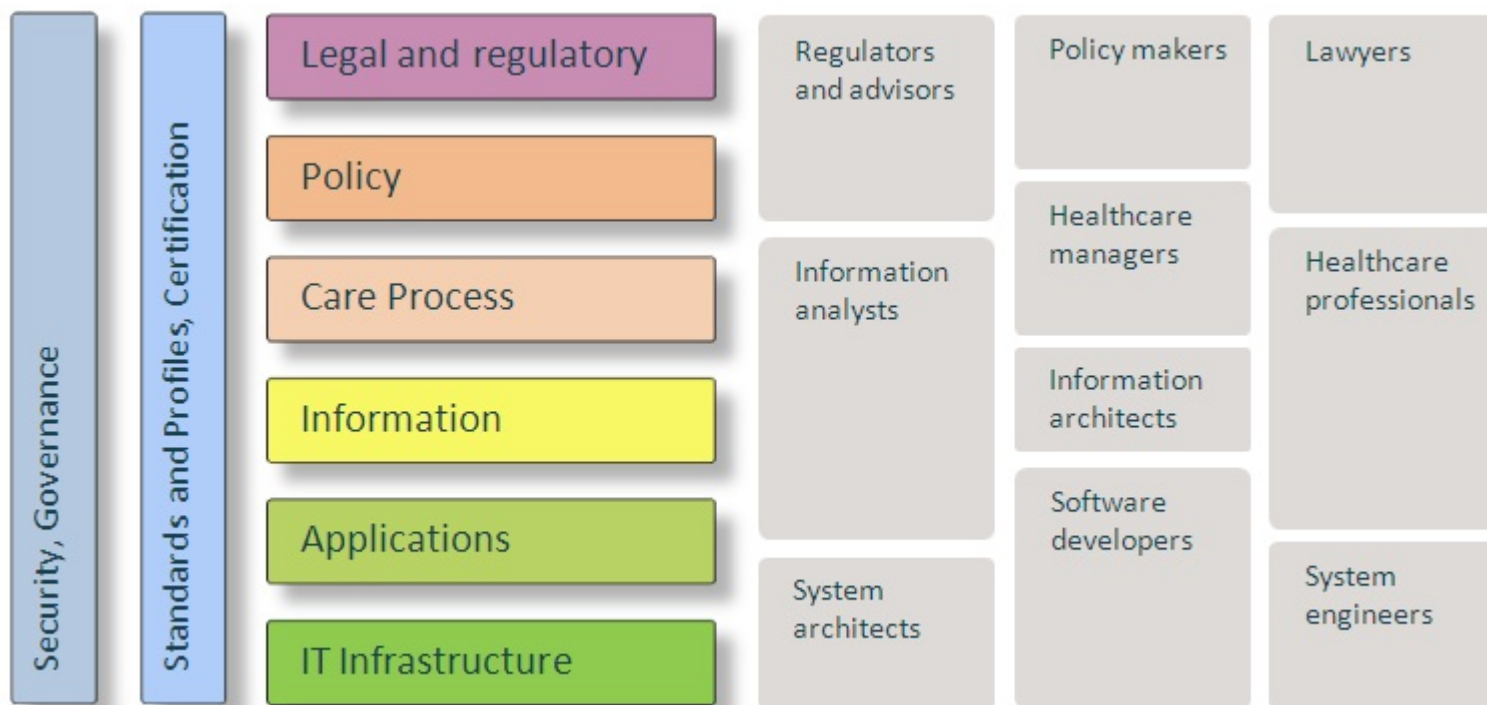 Security, Governance
Standards and Profiles, Certification
Legal and regulatory
Policy
Care Process
Information
Applications
IT Infrastructure
Regulators
and advisors
Information
analysts
System
architects
Policy makers
Healthcare
managers
Information
architects
Software
developers
Lawyers
Healthcare
professionals
System
engineers